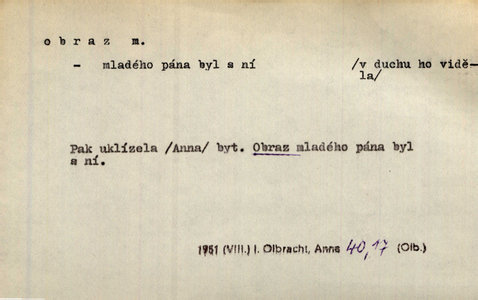 obraz m.
- mladého pána byl s ní /v duchu ho vidě-
la/
Pak uklízela /Anna/ byt. Obraz mladého pána byl
s ní.
1951 (VIII.) I. Olbracht, Anna 40,17 (Olb.)